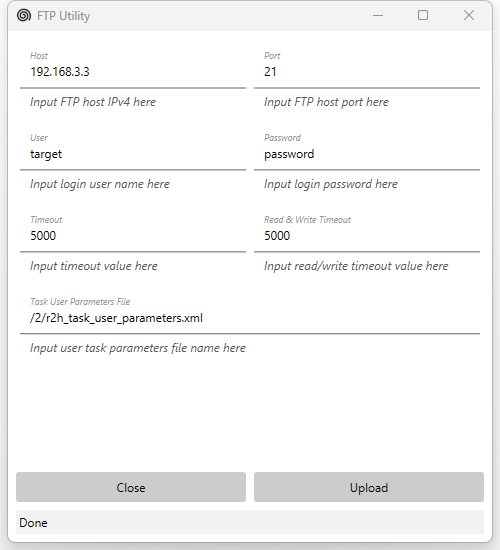 FTP Utility
Host Port
192.168.3.3 21
Input FTP host IPv4 here Input FTP host port here
User Password
target password
Input login user name here Input login password here
Timeout Read & Write Timeout
5000 5000
Input timeout value here Input read/write timeout value here
Task User Parameters File
/2/r2h_task_user_parameters.xml
Input user task parameters file name here
Close Upload
Done